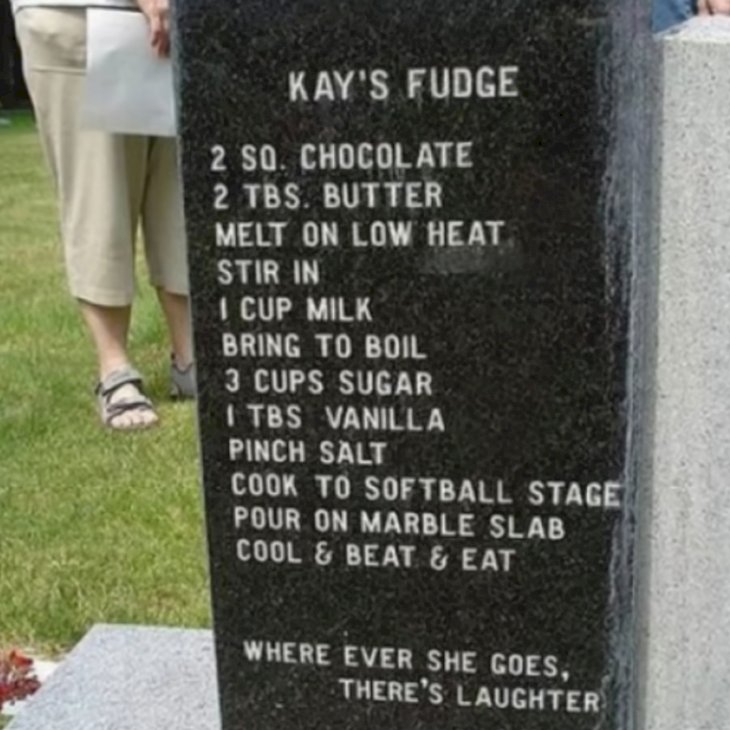 KAY'S FUDGE
2 SQ. CHOCOLATE
2 TBS. BUTTER
MELT ON LOW HEAT
STIR IN
1 CUP MILK
BRING TO BOIL
3 CUPS SUGAR
1 TBS VANILLA
PINCH SALT
COOK TO SOFTBALL STAGE
POUR ON MARBLE SLAB
COOL & BEAT & EAT
WHERE EVER SHE GOES,
THERE'S LAUGHTER